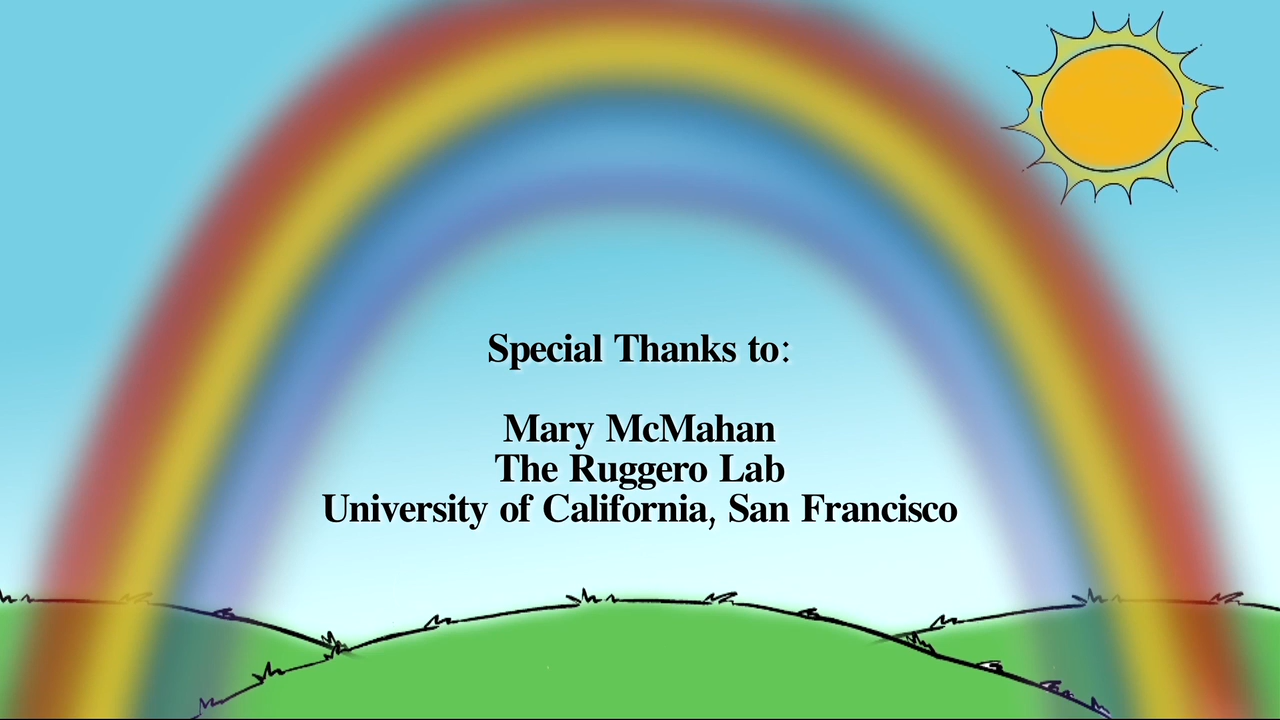 Special Thanks to:
Mary McMahan
The Ruggero Lab
University of California, San Francisco